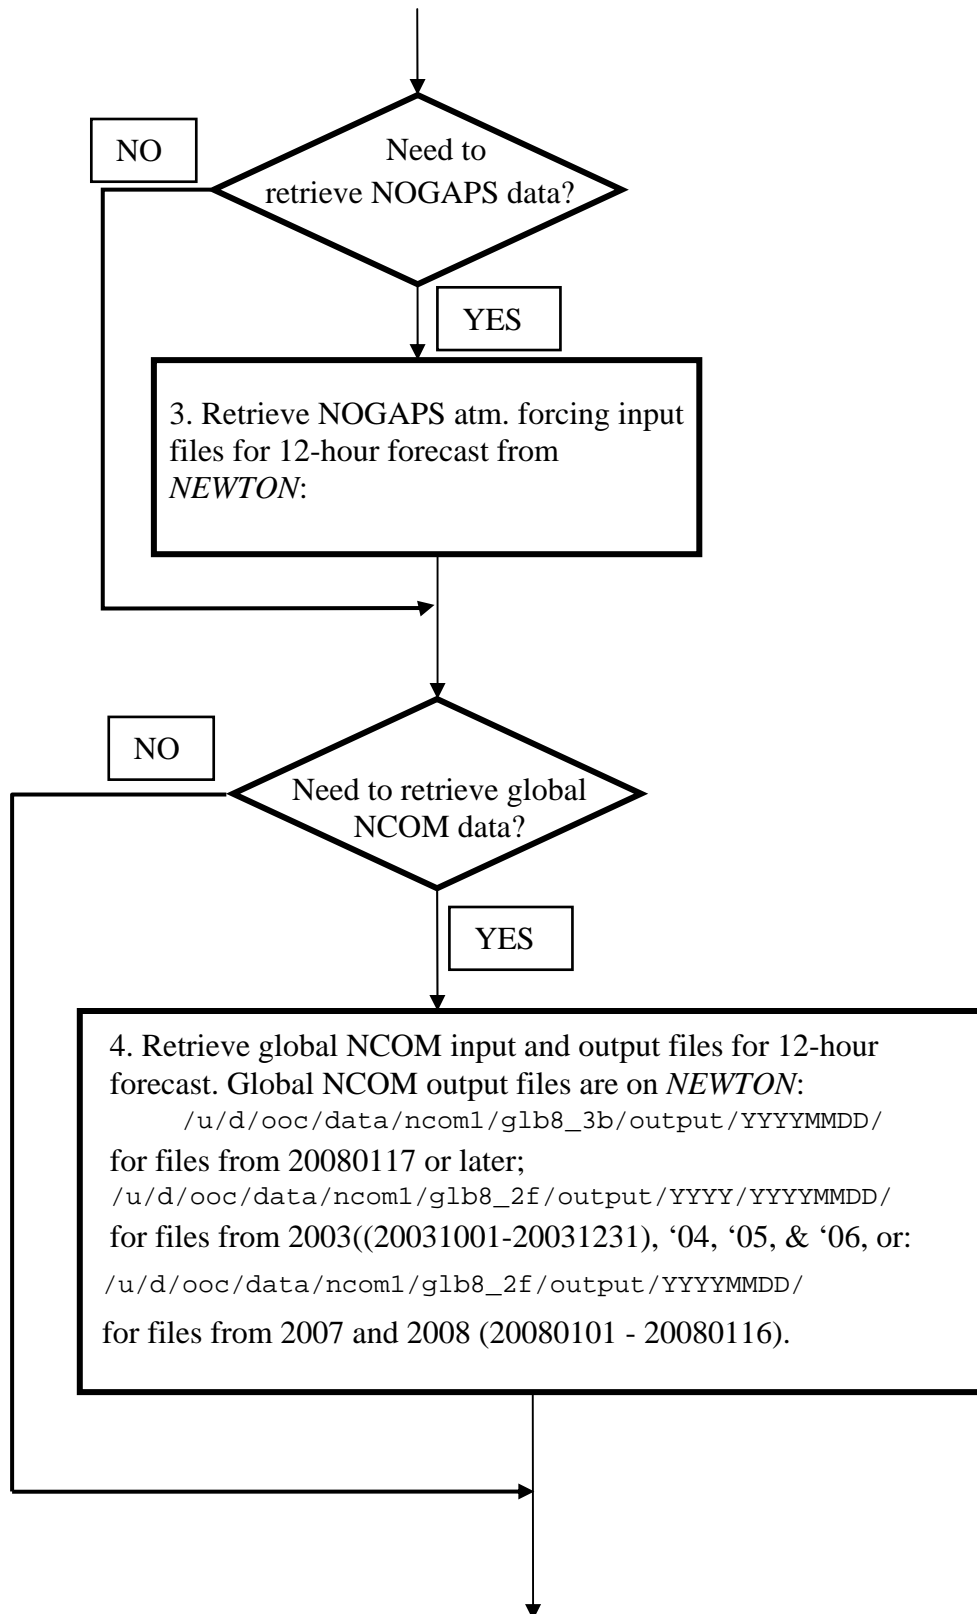 NO
Need to
retrieve NOGAPS data?
YES
3. Retrieve NOGAPS atm. forcing input
files for 12-hour forecast from
NEWTON:
NO
Need to retrieve global
NCOM data?
YES
4. Retrieve global NCOM input and output files for 12-hour
forecast. Global NCOM output files are on NEWTON:
/u/d/ooc/data/ncom1/glb8_3b/output/YYYYMMDD/
for files from 20080117 or later;
/u/d/ooc/data/ncom1/glb8_2f/output/YYYY/YYYYMMDD/
for files from 2003((20031001-20031231), ‘04, ‘05, & ‘06, or:
/u/d/ooc/data/ncom1/glb8_2f/output/YYYYMMDD/
for files from 2007 and 2008 (20080101 - 20080116).